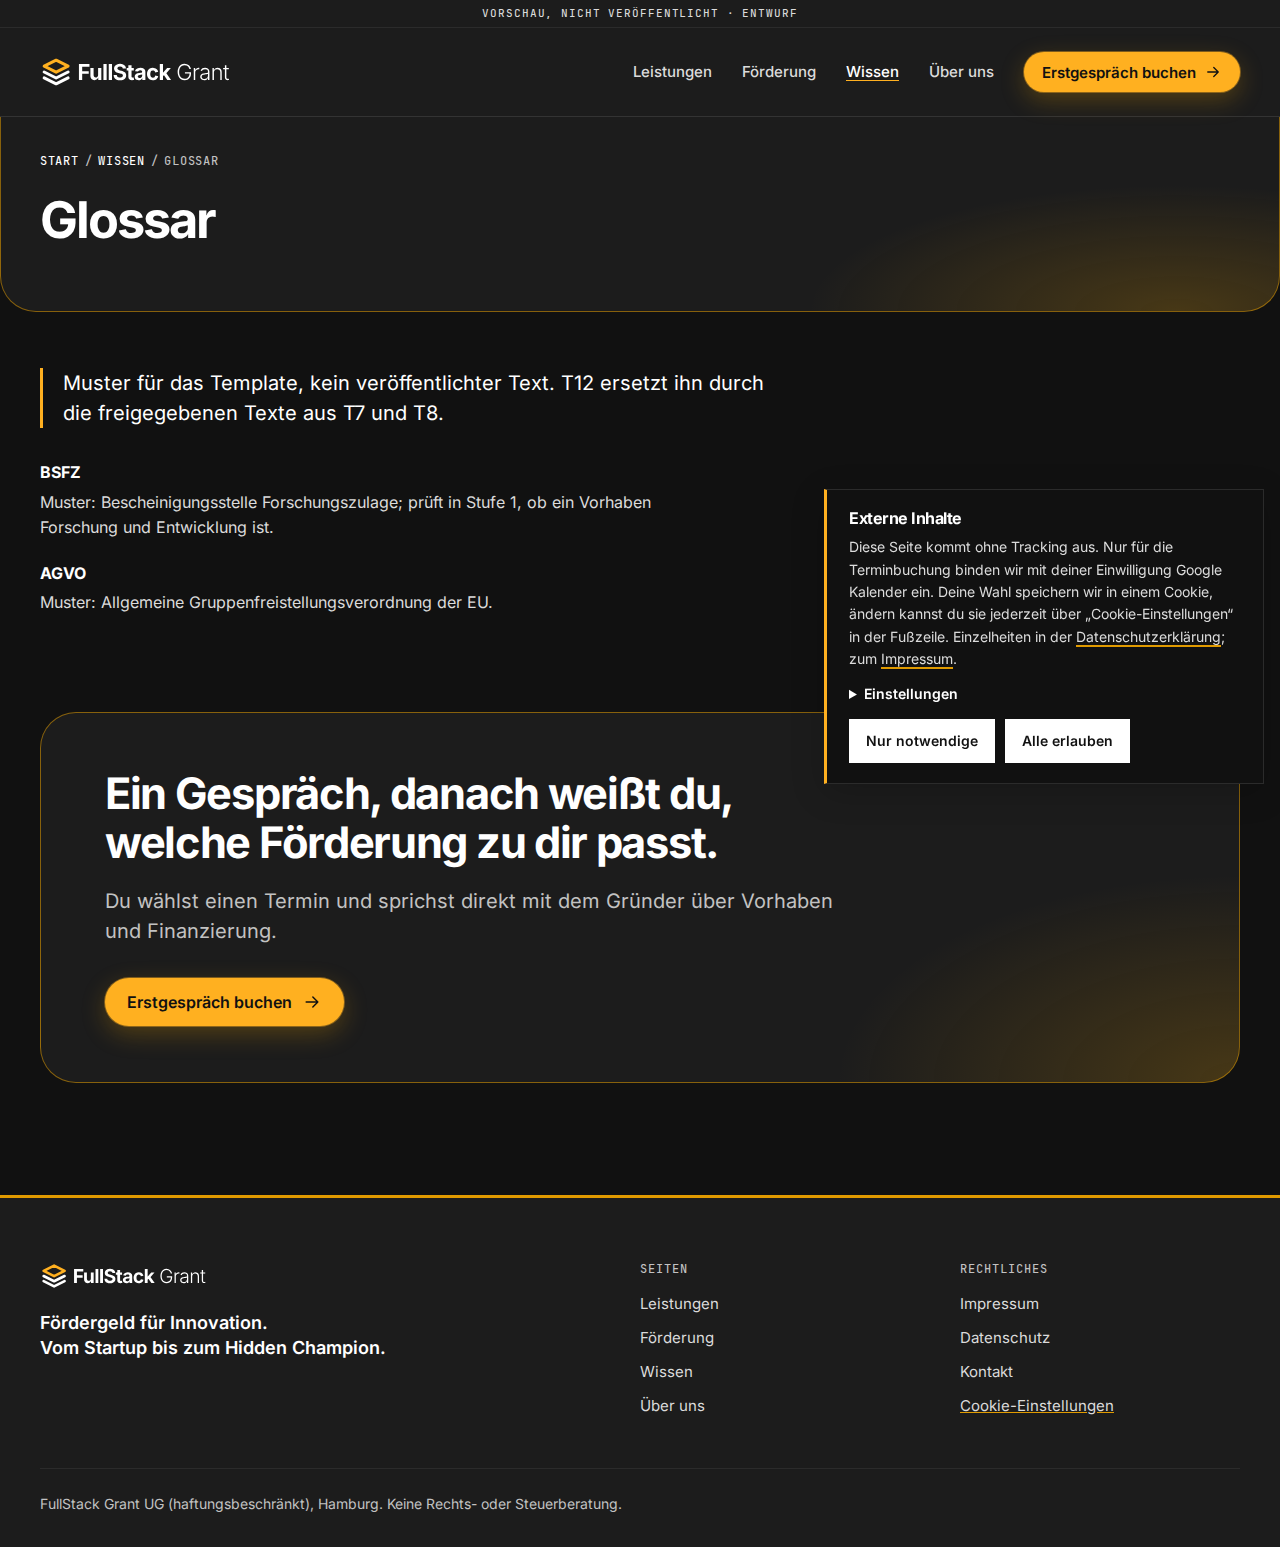 VORSCHAU, NICHT VERÖFFENTLICHT · ENTWURF
FullStack Grant
Leistungen
Förderung
Wissen
Über uns
Erstgespräch buchen →
START / WISSEN / GLOSSAR
Glossar
Muster für das Template, kein veröffentlichter Text. T12 ersetzt ihn durch
die freigegebenen Texte aus T7 und T8.
BSFZ
Muster: Bescheinigungsstelle Forschungszulage; prüft in Stufe 1, ob ein Vorhaben
Forschung und Entwicklung ist.
AGVO
Muster: Allgemeine Gruppenfreistellungsverordnung der EU.
Externe Inhalte
Diese Seite kommt ohne Tracking aus. Nur für die
Terminbuchung binden wir mit deiner Einwilligung Google
Kalender ein. Deine Wahl speichern wir in einem Cookie,
ändern kannst du sie jederzeit über „Cookie-Einstellungen“
in der Fußzeile. Einzelheiten in der Datenschutzerklärung;
zum Impressum.
Einstellungen
Nur notwendige
Alle erlauben
Ein Gespräch, danach weißt du,
welche Förderung zu dir passt.
Du wählst einen Termin und sprichst direkt mit dem Gründer über Vorhaben
und Finanzierung.
Erstgespräch buchen →
FullStack Grant
Fördergeld für Innovation.
Vom Startup bis zum Hidden Champion.
SEITEN
Leistungen
Förderung
Wissen
Über uns
RECHTLICHES
Impressum
Datenschutz
Kontakt
Cookie-Einstellungen
FullStack Grant UG (haftungsbeschränkt), Hamburg. Keine Rechts- oder Steuerberatung.